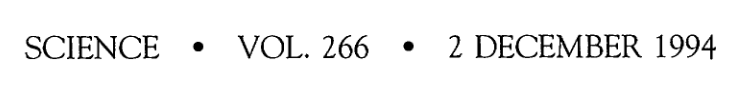 SCIENCE • VOL. 266 • 2 DECEMBER 1994